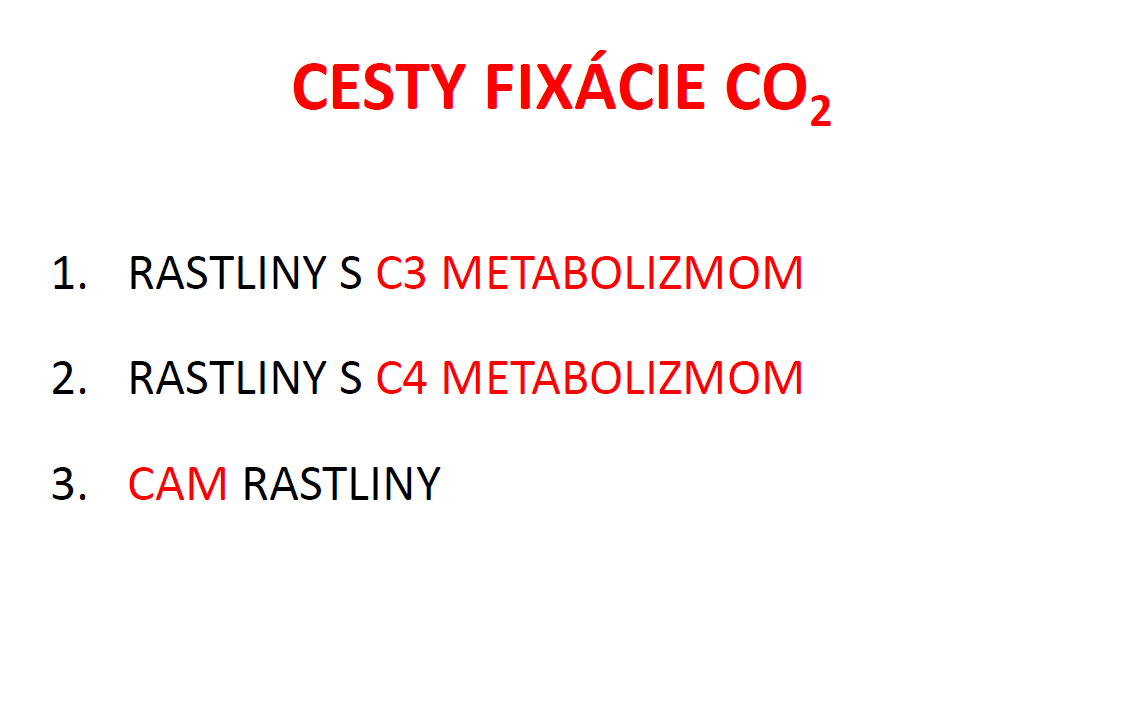 CESTY FIXÁCIE CO₂
1. RASTLINY S C3 METABOLIZMOM
2. RASTLINY S C4 METABOLIZMOM
3. CAM RASTLINY